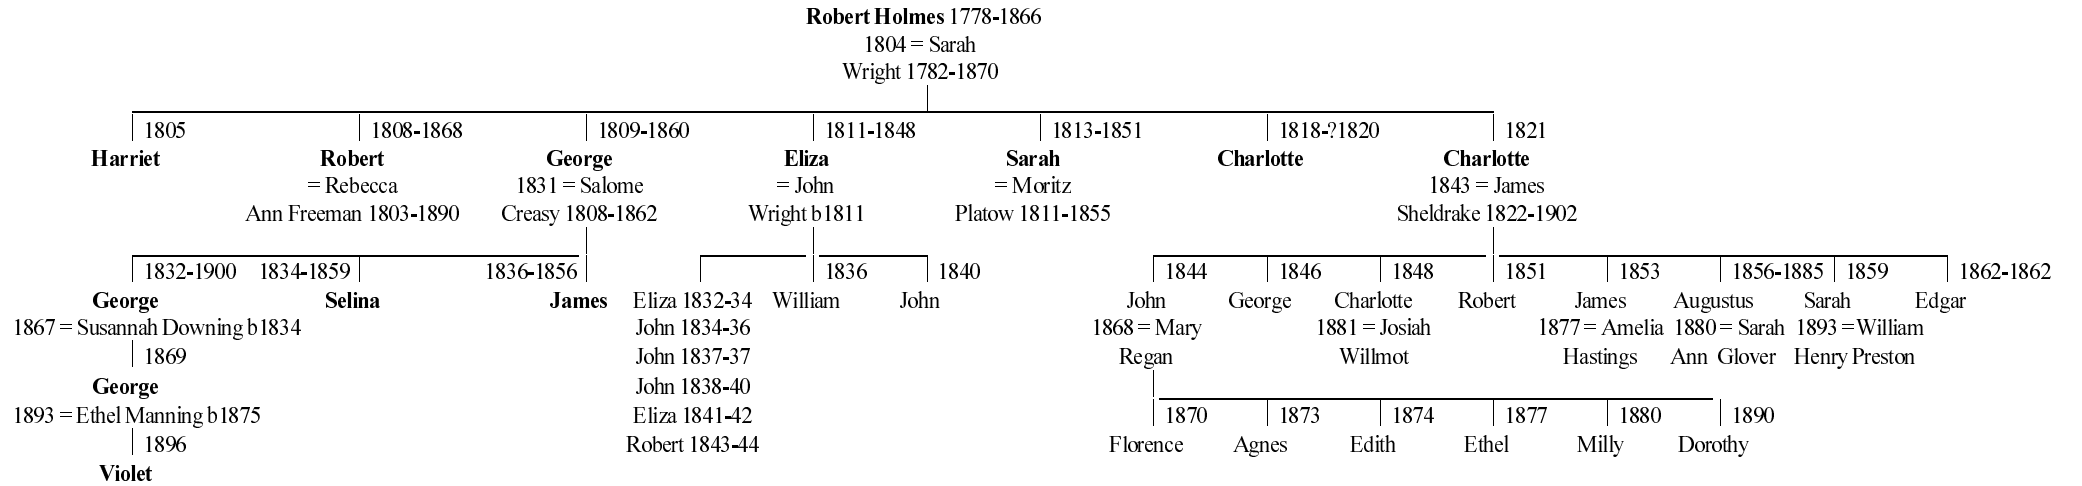 Robert Holmes 1778-1866
1804 = Sarah
Wright 1782-1870
1805 1808-1868 1809-1860 1811-1848 1813-1851 1818-?1820 1821
Harriet Robert George Eliza Sarah Charlotte Charlotte
= Rebecca 1831 = Salome = John = Moritz 1843 = James
Ann Freeman 1803-1890 Creasy 1808-1862 Wright b1811 Platow 1811-1855 Sheldrake 1822-1902
1832-1900 1834-1859 1836-1856 1836 1840 1844 1846 1848 1851 1853 1856-1885 1859 1862-1862
George Selina James Eliza 1832-34 William John John George Charlotte Robert James Augustus Sarah Edgar
1867 = Susannah Downing b1834 John 1834-36 1868 = Mary 1881 = Josiah 1877 = Amelia 1880 = Sarah 1893 = William
1869 John 1837-37 Regan Willmot Hastings Ann Glover Henry Preston
George John 1838-40
1893 = Ethel Manning b1875 Eliza 1841-42 1870 1873 1874 1877 1880 1890
1896 Robert 1843-44 Florence Agnes Edith Ethel Milly Dorothy
Violet